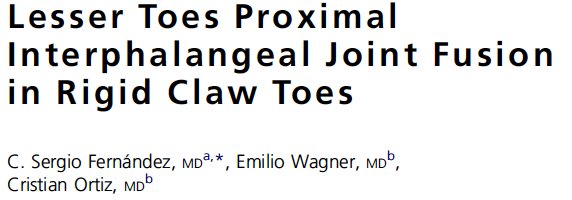 Lesser Toes Proximal
Interphalangeal Joint Fusion
in Rigid Claw Toes
C. Sergio Fernández, MDa,*, Emilio Wagner, MDb,
Cristian Ortiz, MDb